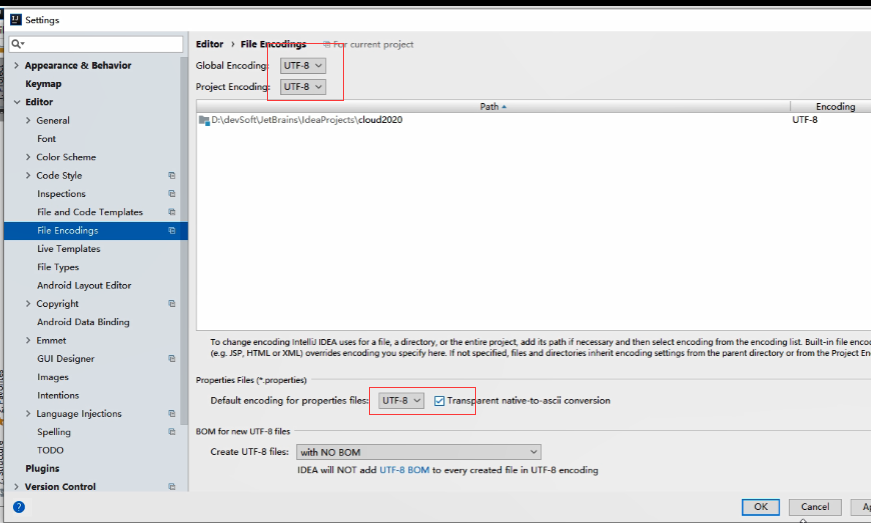 Settings
Appearance & Behavior
Keymap
Editor
General
Font
Color Scheme
Code Style
Inspections
File and Code Templates
File Encodings
Live Templates
File Types
Android Layout Editor
Copyright
Android Data Binding
Emmet
GUI Designer
Images
Intentions
Language Injections
Spelling
TODO
Plugins
Version Control
Editor › File Encodings For current project
Global Encoding: UTF-8
Project Encoding: UTF-8
Path Encoding
D:\devSoft\JetBrains\IdeaProjects\cloud2020 UTF-8
To change encoding IntelliJ IDEA uses for a file, a directory, or the entire project, add its path if necessary and then select encoding from the encoding list. Built-in file enco
(e.g. JSP, HTML or XML) overrides encoding you specify here. If not specified, files and directories inherit encoding settings from the parent directory or from the Project En
Properties Files (*.properties)
Default encoding for properties files: UTF-8 Transparent native-to-ascii conversion
BOM for new UTF-8 files
Create UTF-8 files: with NO BOM
IDEA will NOT add UTF-8 BOM to every created file in UTF-8 encoding
? OK Cancel Ap